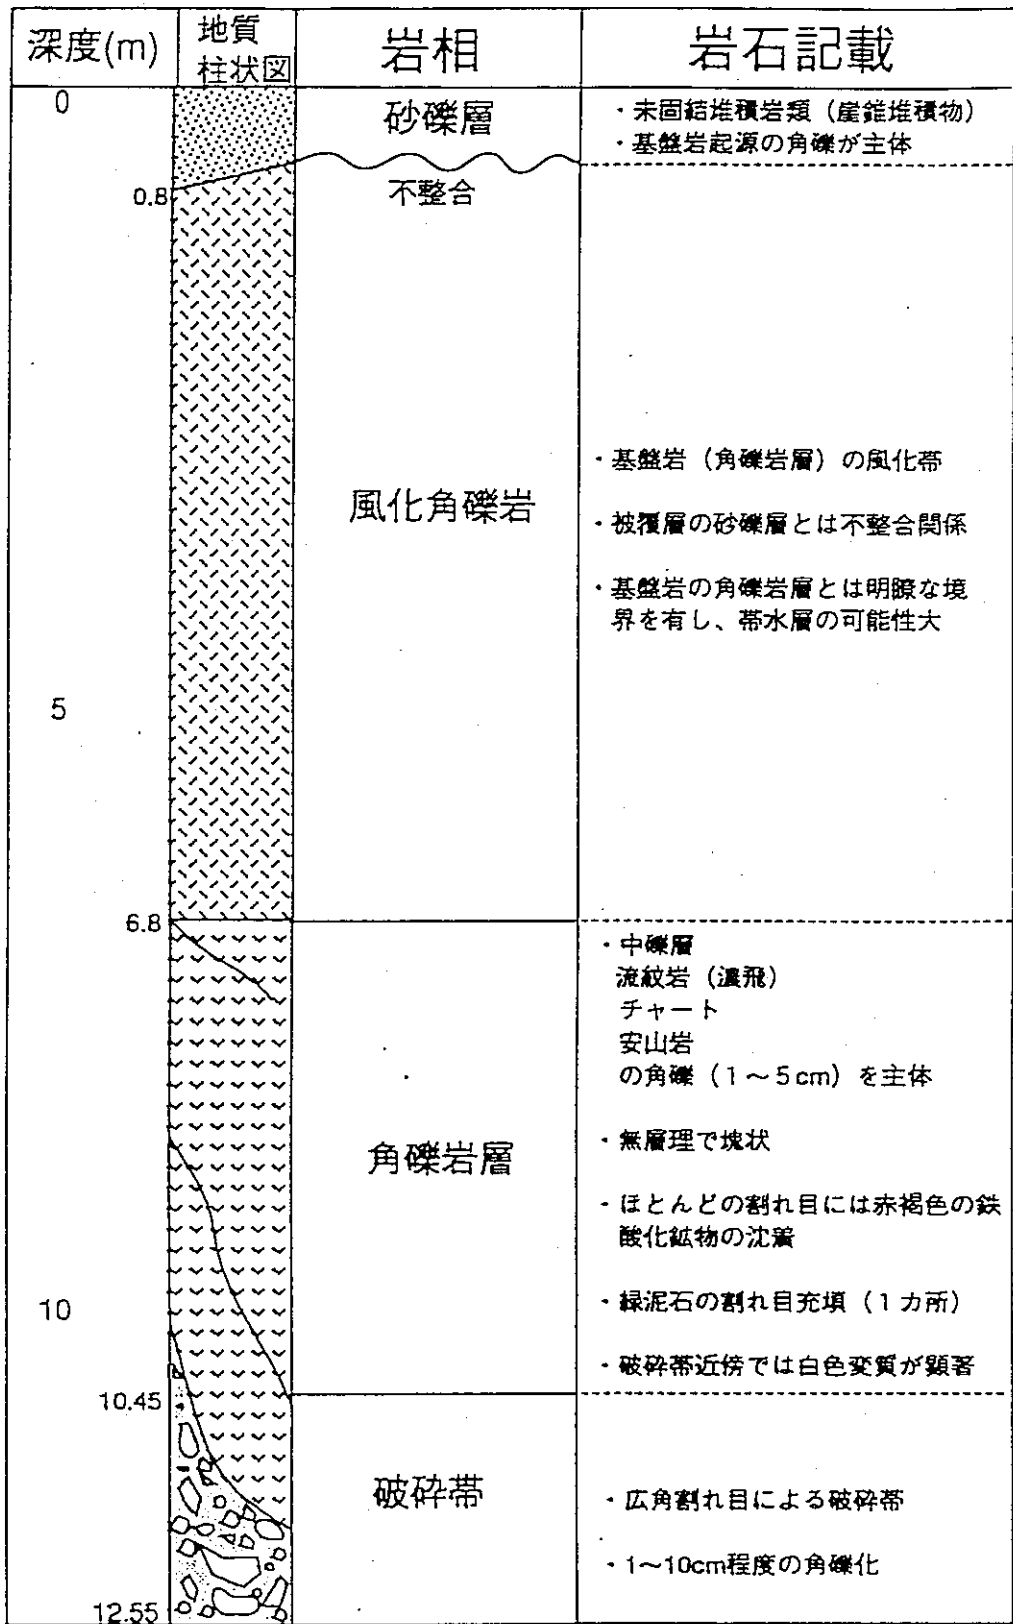 深度(m)
地質
柱状図
岩相
岩石記載
0
砂礫層
・未固結堆積岩類（崖錐堆積物）
・基盤岩起源の角礫が主体
0.8
不整合
風化角礫岩
・基盤岩（角礫岩層）の風化帯
・被覆層の砂礫層とは不整合関係
・基盤岩の角礫岩層とは明瞭な境
界を有し、帯水層の可能性大
5
6.8
角礫岩層
・中礫層
流紋岩（濃飛）
チャート
安山岩
の角礫（1～5cm）を主体
・無層理で塊状
・ほとんどの割れ目には赤褐色の鉄
酸化鉱物の沈着
・緑泥石の割れ目充填（1カ所）
・破砕帯近傍では白色変質が顕著
10
10.45
破砕帯
・広角割れ目による破砕帯
・1~10cm程度の角礫化
12.55